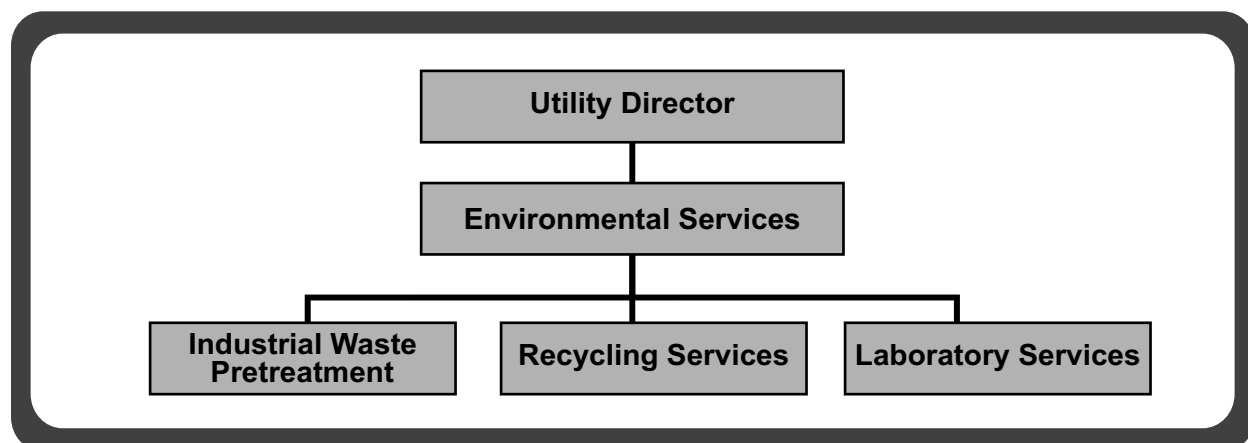 Utility Director
Environmental Services
Industrial Waste
Pretreatment
Recycling Services
Laboratory Services